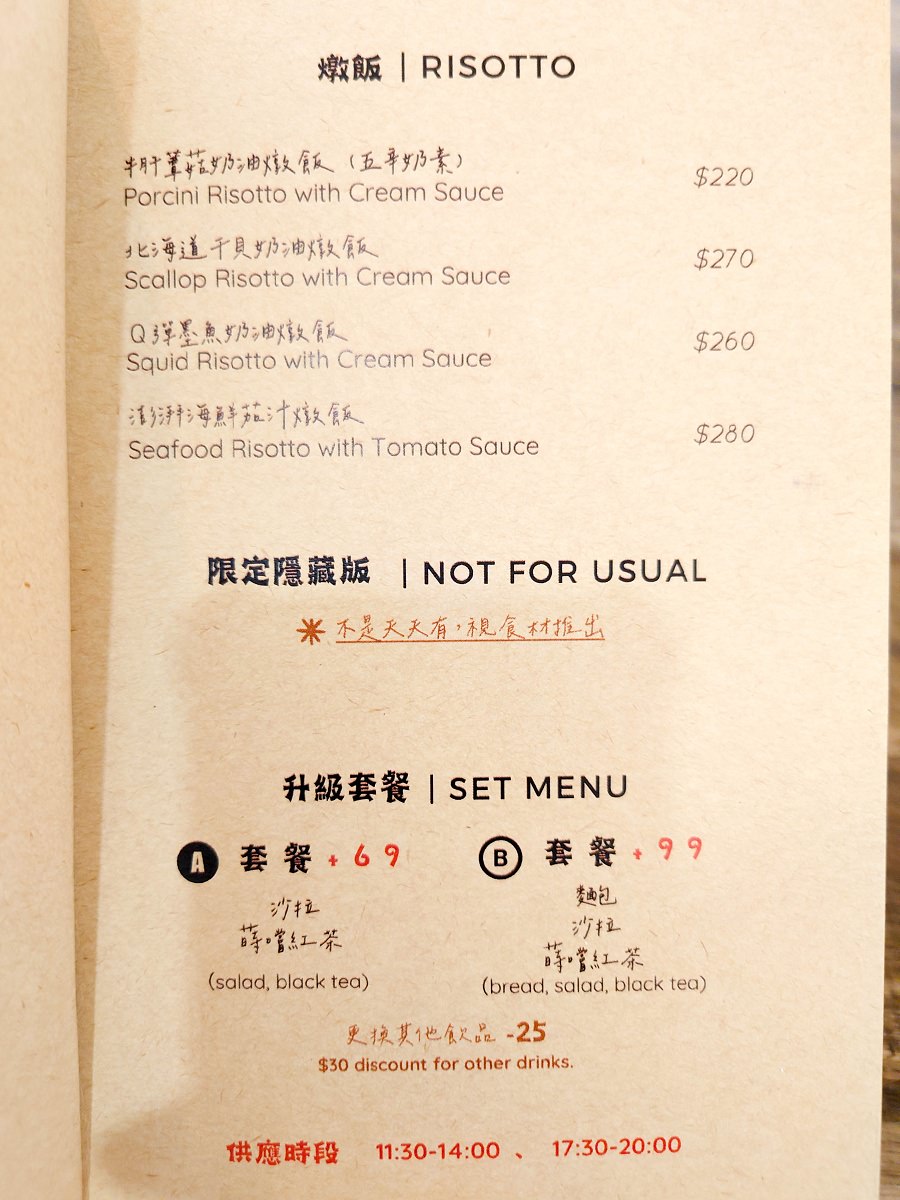 燉飯 | RISOTTO
牛肝蕈菇奶油燉飯（五辛奶素）
Porcini Risotto with Cream Sauce $220
北海道干貝奶油燉飯
Scallop Risotto with Cream Sauce $270
Q彈墨魚奶油燉飯
Squid Risotto with Cream Sauce $260
澎湃海鮮茄汁燉飯
Seafood Risotto with Tomato Sauce $280
限定隱藏版 | NOT FOR USUAL
不是天天有，視食材推出
升級套餐 | SET MENU
A 套餐 +69
沙拉
蒔嚐紅茶
(salad, black tea)
B 套餐 +99
麵包
沙拉
蒔嚐紅茶
(bread, salad, black tea)
更換其他飲品 -25
$30 discount for other drinks.
供應時段 11:30-14:00 、 17:30-20:00